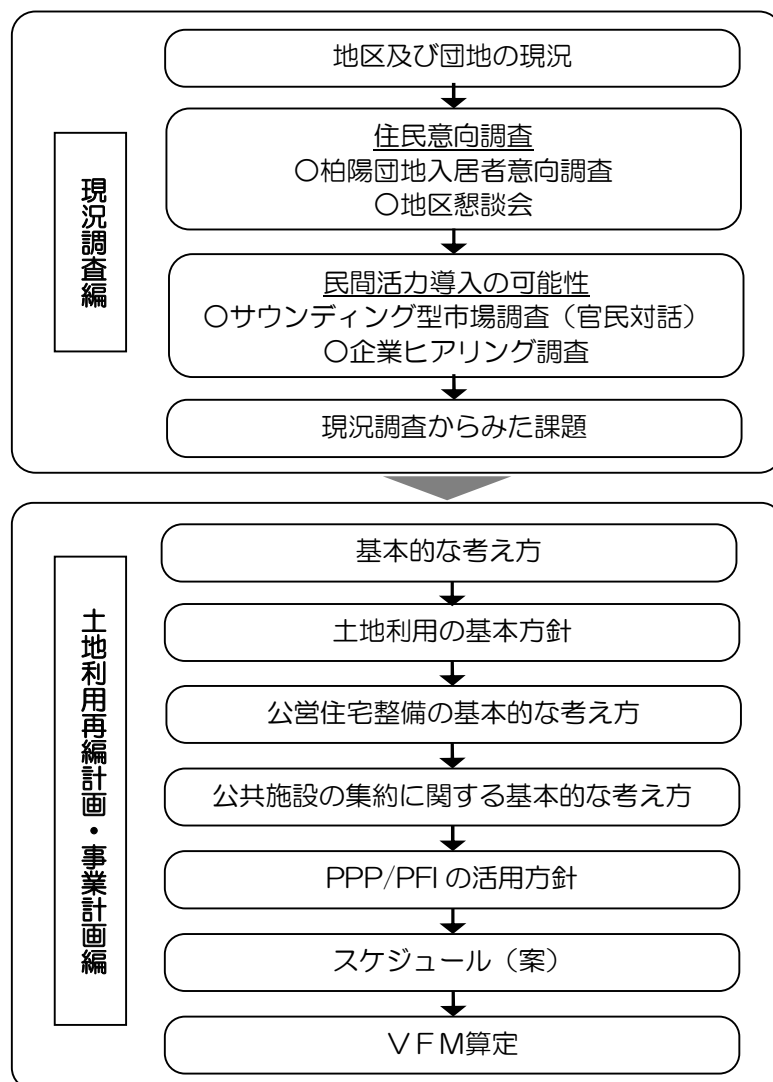 現況調査編
地区及び団地の現況
住民意向調査
〇柏陽団地入居者意向調査
〇地区懇談会
民間活力導入の可能性
〇サウンディング型市場調査（官民対話）
〇企業ヒアリング調査
現況調査からみた課題
土地利用再編計画・事業計画編
基本的な考え方
土地利用の基本方針
公営住宅整備の基本的な考え方
公共施設の集約に関する基本的な考え方
PPP/PFI の活用方針
スケジュール（案）
ＶＦＭ算定